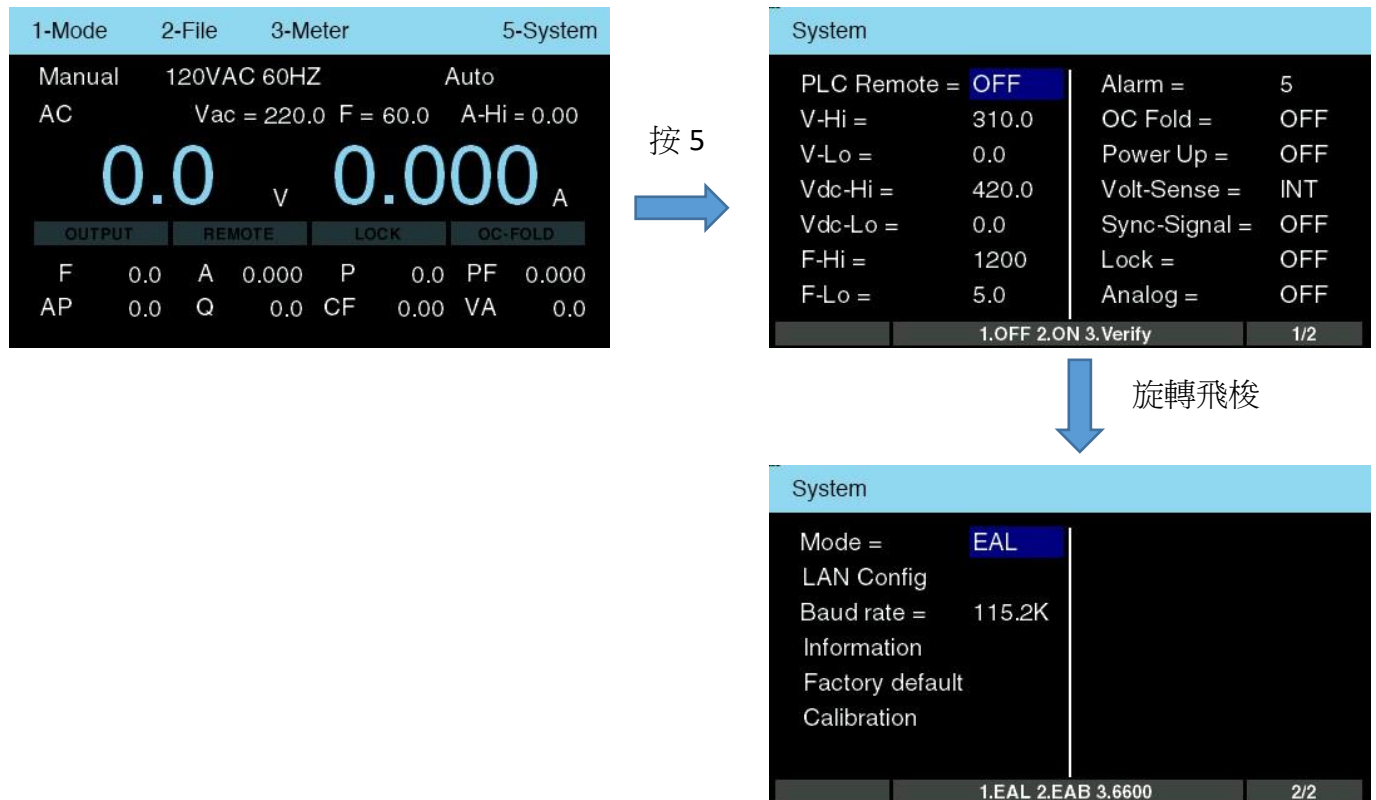 1-Mode 2-File 3-Meter 5-System
Manual 120VAC 60HZ Auto
AC Vac = 220.0 F = 60.0 A-Hi = 0.00
0.0 V 0.000 A
OUTPUT REMOTE LOCK OC-FOLD
F 0.0 A 0.000 P 0.0 PF 0.000
AP 0.0 Q 0.0 CF 0.00 VA 0.0
按 5
System
PLC Remote = OFF Alarm = 5
V-Hi = 310.0 OC Fold = OFF
V-Lo = 0.0 Power Up = OFF
Vdc-Hi = 420.0 Volt-Sense = INT
Vdc-Lo = 0.0 Sync-Signal = OFF
F-Hi = 1200 Lock = OFF
F-Lo = 5.0 Analog = OFF
1.OFF 2.ON 3.Verify 1/2
旋轉飛梭
System
Mode = EAL
LAN Config
Baud rate = 115.2K
Information
Factory default
Calibration
1.EAL 2.EAB 3.6600 2/2